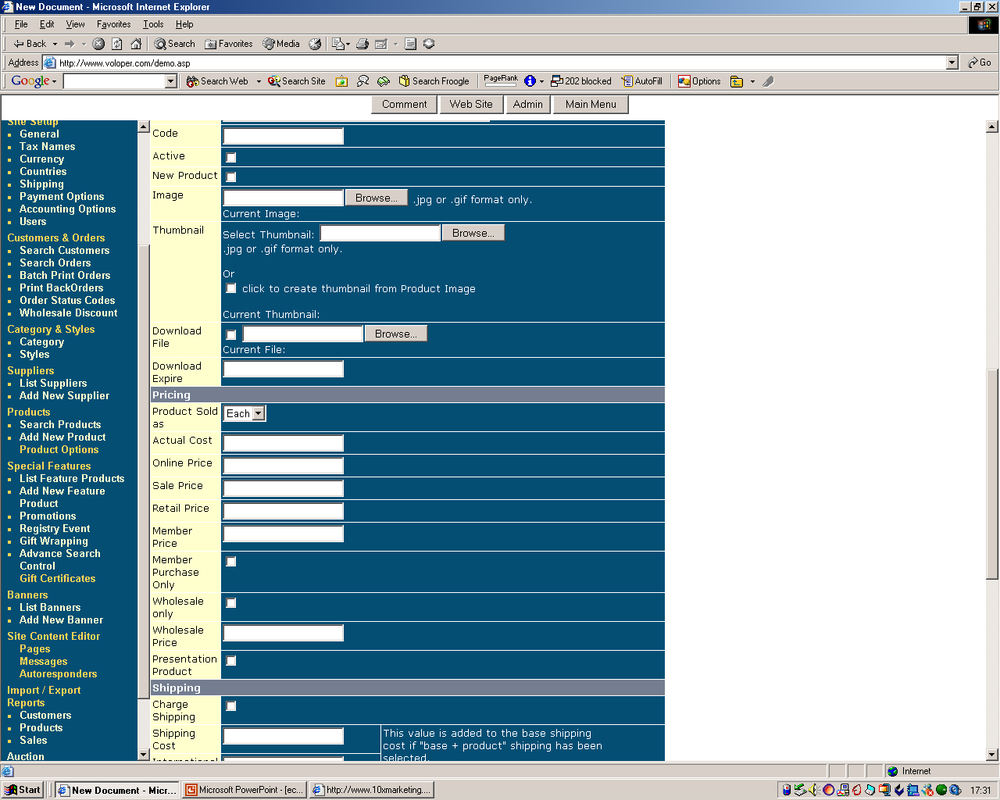 New Document - Microsoft Internet Explorer
File Edit View Favorites Tools Help
Back Search Favorites Media
Address http://www.voloper.com/demo.asp Go
Google Search Web Search Site Search Froogle PageRank 202 blocked AutoFill Options
Comment Web Site Admin Main Menu
Site Setup
General
Tax Names
Currency
Countries
Shipping
Payment Options
Accounting Options
Users
Customers & Orders
Search Customers
Search Orders
Batch Print Orders
Print BackOrders
Order Status Codes
Wholesale Discount
Category & Styles
Category
Styles
Suppliers
List Suppliers
Add New Supplier
Products
Search Products
Add New Product
Product Options
Special Features
List Feature Products
Add New Feature
Product
Promotions
Registry Event
Gift Wrapping
Advance Search
Control
Gift Certificates
Banners
List Banners
Add New Banner
Site Content Editor
Pages
Messages
Autoresponders
Import / Export
Reports
Customers
Products
Sales
Auction
Code
Active
New Product
Image Browse... .jpg or .gif format only.
Current Image:
Thumbnail Select Thumbnail: Browse...
.jpg or .gif format only.
Or
click to create thumbnail from Product Image
Current Thumbnail:
Download
File Browse...
Current File:
Download
Expire
Pricing
Product Sold
as Each
Actual Cost
Online Price
Sale Price
Retail Price
Member
Price
Member
Purchase
Only
Wholesale
only
Wholesale
Price
Presentation
Product
Shipping
Charge
Shipping
Shipping
Cost
This value is added to the base shipping
cost if "base + product" shipping has been
selected.
International
Internet
Start New Document - Micr... Microsoft PowerPoint - [ec... http://www.10xmarketing.... 17:31